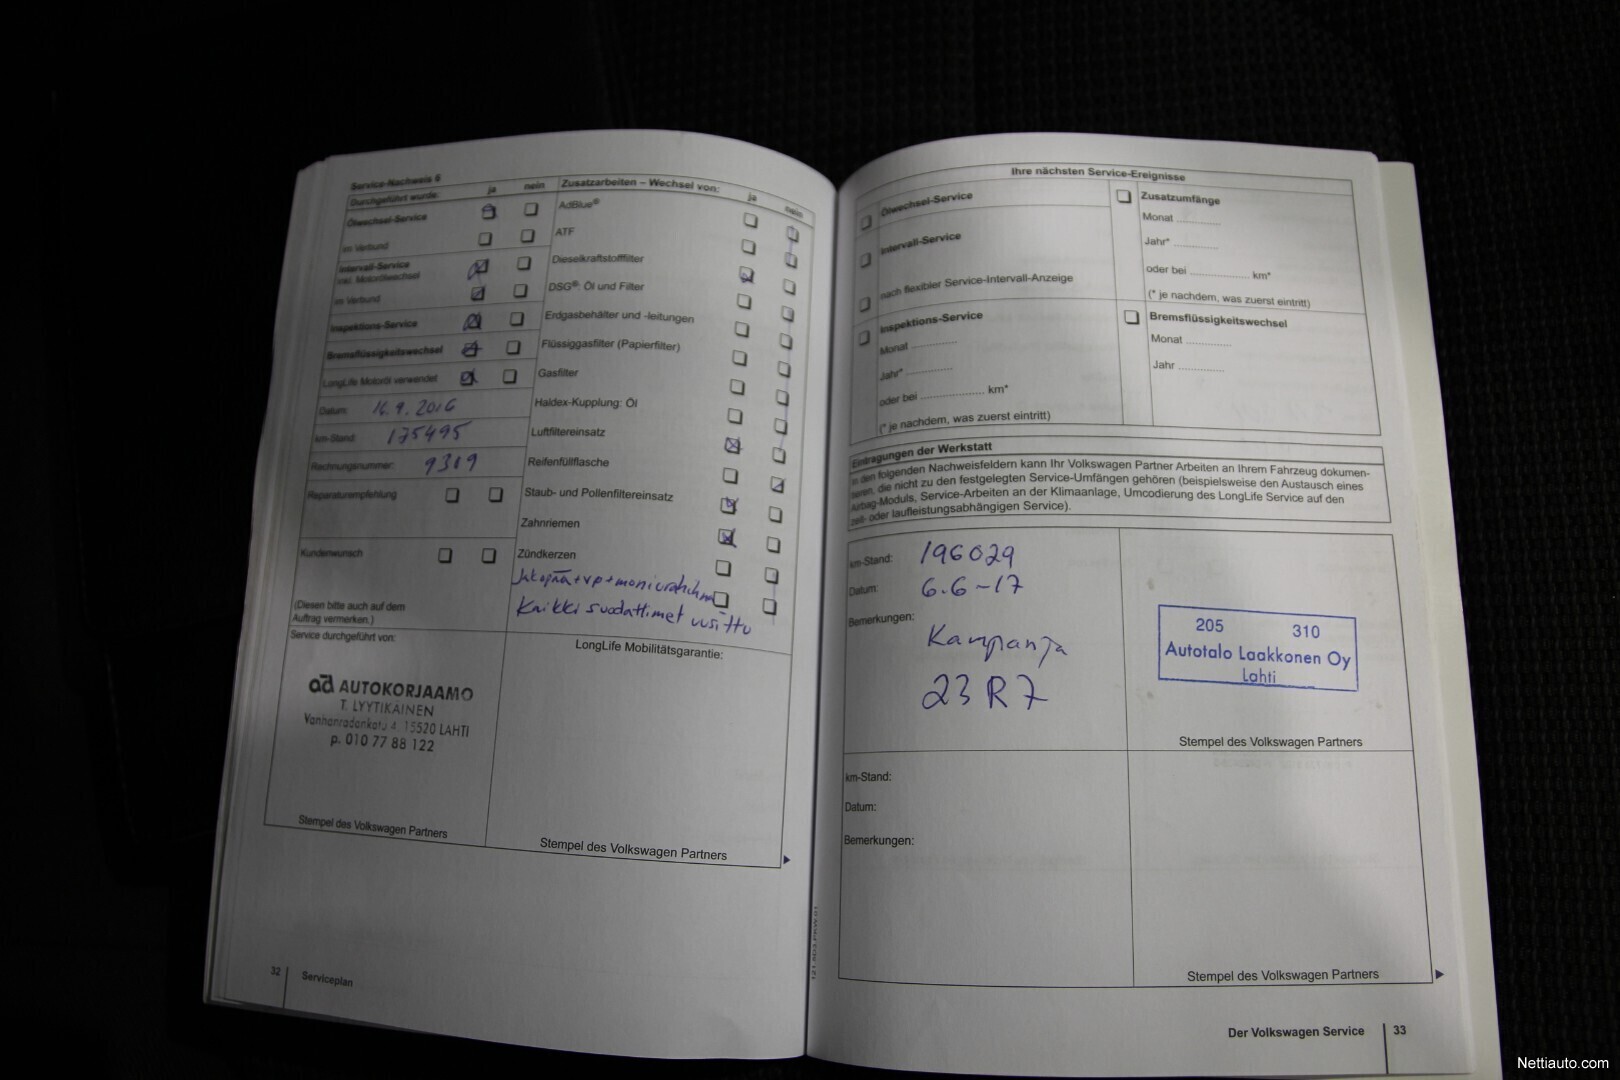 Service-Nachweis 6
Durchgeführt wurde: ja nein
Ölwechsel-Service
im Verbund
Intervall-Service
inkl. Motorölwechsel
im Verbund
Inspektions-Service
Bremsflüssigkeitswechsel
LongLife Motoröl verwendet
Datum: 16.9.2016
km-Stand: 175495
Rechnungsnummer: 9309
Reparaturempfehlung
Kundenwunsch
(Diesen bitte auch auf dem
Auftrag vermerken.)
Zusatzarbeiten – Wechsel von: ja nein
AdBlue®
ATF
Dieselkraftstofffilter
DSG®: Öl und Filter
Erdgasbehälter und -leitungen
Flüssiggasfilter (Papierfilter)
Gasfilter
Haldex-Kupplung: Öl
Luftfiltereinsatz
Reifenfüllflasche
Staub- und Pollenfiltereinsatz
Zahnriemen
Zündkerzen
Jakopää+vp+moniurahihna
Kaikki suodattimet uusittu
Service durchgeführt von:
ad AUTOKORJAAMO
T. LYYTIKÄINEN
Vanhanradankatu 4, 15520 LAHTI
p. 010 77 88 122
Stempel des Volkswagen Partners
LongLife Mobilitätsgarantie:
Stempel des Volkswagen Partners
32 Serviceplan
Ihre nächsten Service-Ereignisse
Ölwechsel-Service
Intervall-Service
nach flexibler Service-Intervall-Anzeige
Inspektions-Service
Monat ..............
Jahr* ..............
oder bei .................... km*
(* je nachdem, was zuerst eintritt)
Zusatzumfänge
Monat .............
Jahr* .............
oder bei .................. km*
(* je nachdem, was zuerst eintritt)
Bremsflüssigkeitswechsel
Monat .............
Jahr .............
Eintragungen der Werkstatt
In den folgenden Nachweisfeldern kann Ihr Volkswagen Partner Arbeiten an Ihrem Fahrzeug dokumen-
tieren, die nicht zu den festgelegten Service-Umfängen gehören (beispielsweise den Austausch eines
Airbag-Moduls, Service-Arbeiten an der Klimaanlage, Umcodierung des LongLife Service auf den
zeit- oder laufleistungsabhängigen Service).
km-Stand: 196029
Datum: 6.6-17
Bemerkungen:
Kampanja
23R7
205 310
Autotalo Laakkonen Oy
Lahti
Stempel des Volkswagen Partners
km-Stand:
Datum:
Bemerkungen:
Stempel des Volkswagen Partners
Der Volkswagen Service 33
Nettiauto.com